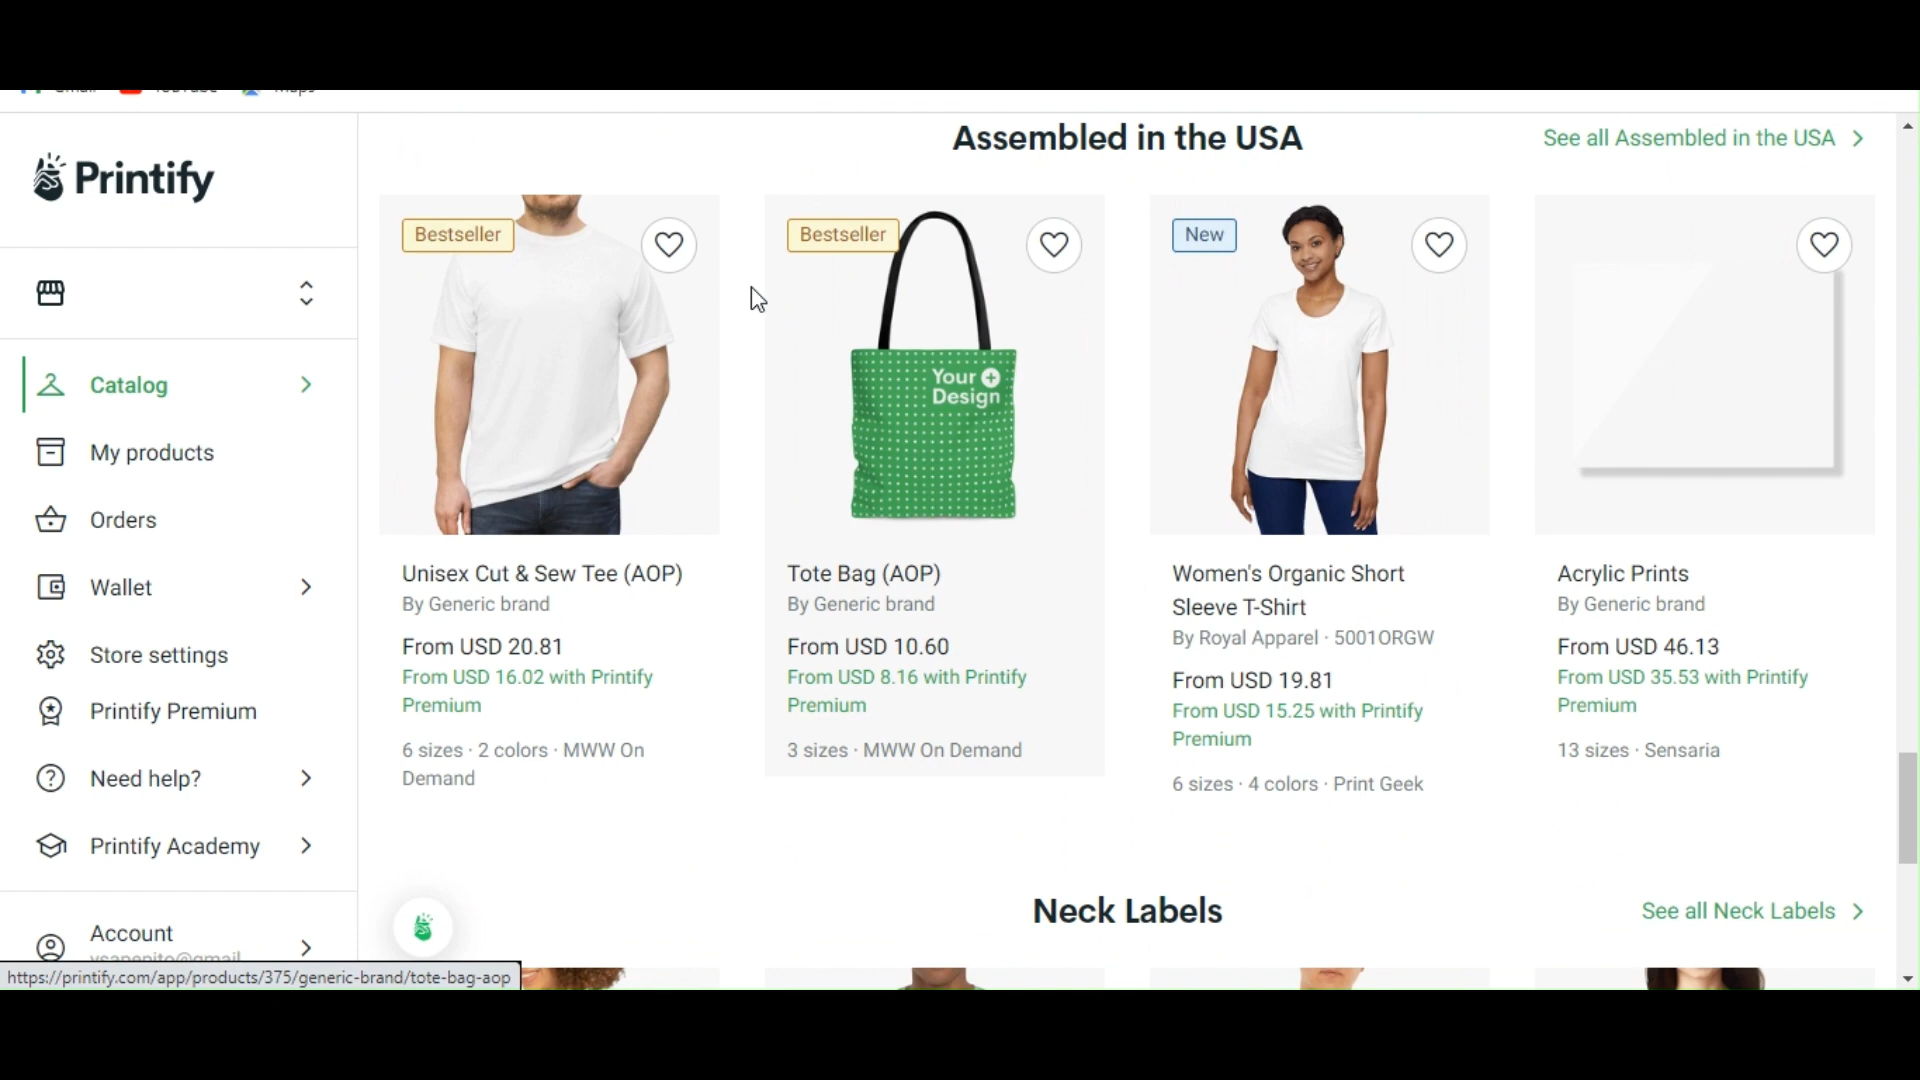 YouTube
Maps
Printify
Catalog
My products
Orders
Wallet
Store settings
Printify Premium
Need help?
Printify Academy
Account
https://printify.com/app/products/375/generic-brand/tote-bag-aop
Assembled in the USA
See all Assembled in the USA
Bestseller
Unisex Cut & Sew Tee (AOP)
By Generic brand
From USD 20.81
From USD 16.02 with Printify
Premium
6 sizes · 2 colors · MWW On
Demand
Bestseller
Your
Design
Tote Bag (AOP)
By Generic brand
From USD 10.60
From USD 8.16 with Printify
Premium
3 sizes · MWW On Demand
New
Women's Organic Short
Sleeve T-Shirt
By Royal Apparel · 5001ORGW
From USD 19.81
From USD 15.25 with Printify
Premium
6 sizes · 4 colors · Print Geek
Acrylic Prints
By Generic brand
From USD 46.13
From USD 35.53 with Printify
Premium
13 sizes · Sensaria
Neck Labels
See all Neck Labels